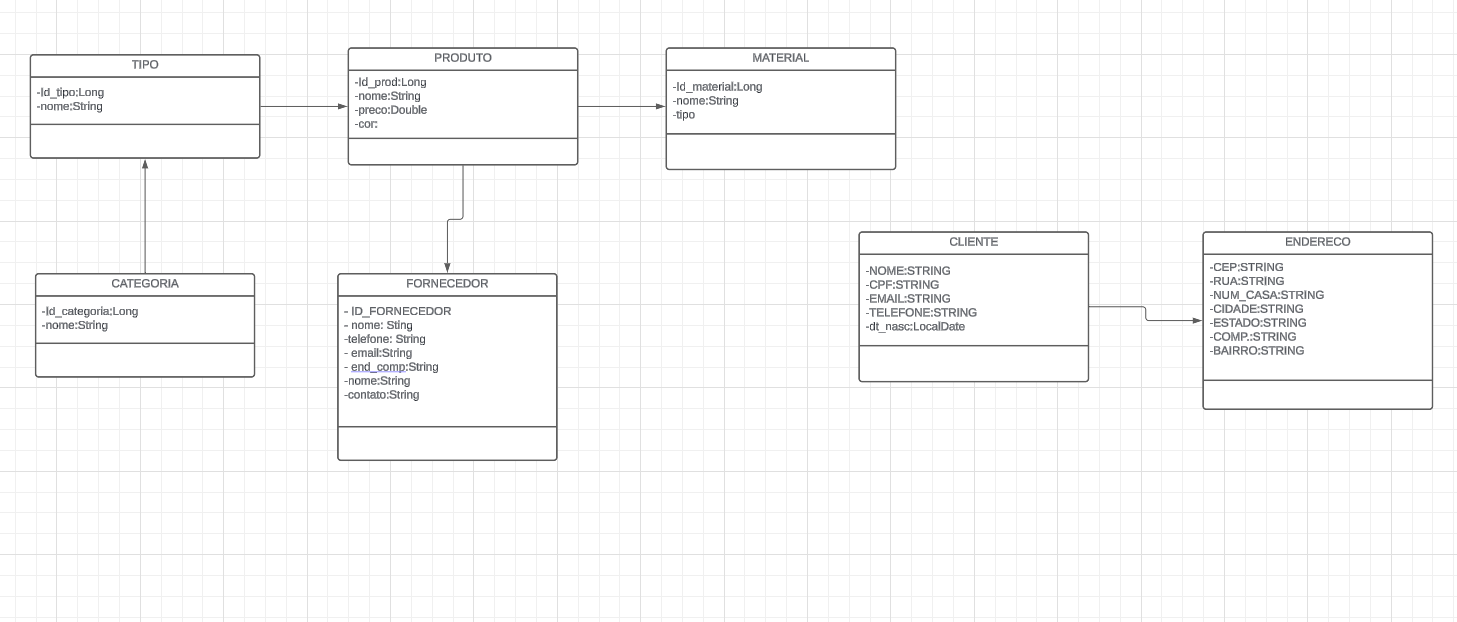 TIPO
-Id_tipo;Long
-nome;String
PRODUTO
-Id_prod:Long
-nome:String
-preco:Double
-cor:
MATERIAL
-Id_material:Long
-nome:String
-tipo
CATEGORIA
-Id_categoria;Long
-nome:String
FORNECEDOR
- ID_FORNECEDOR
- nome: Sting
-telefone: String
- email:String
- end_comp:String
-nome:String
-contato:String
CLIENTE
-NOME:STRING
-CPF:STRING
-EMAIL:STRING
-TELEFONE:STRING
-dt_nasc:LocalDate
ENDERECO
-CEP:STRING
-RUA:STRING
-NUM_CASA:STRING
-CIDADE:STRING
-ESTADO:STRING
-COMP.:STRING
-BAIRRO:STRING